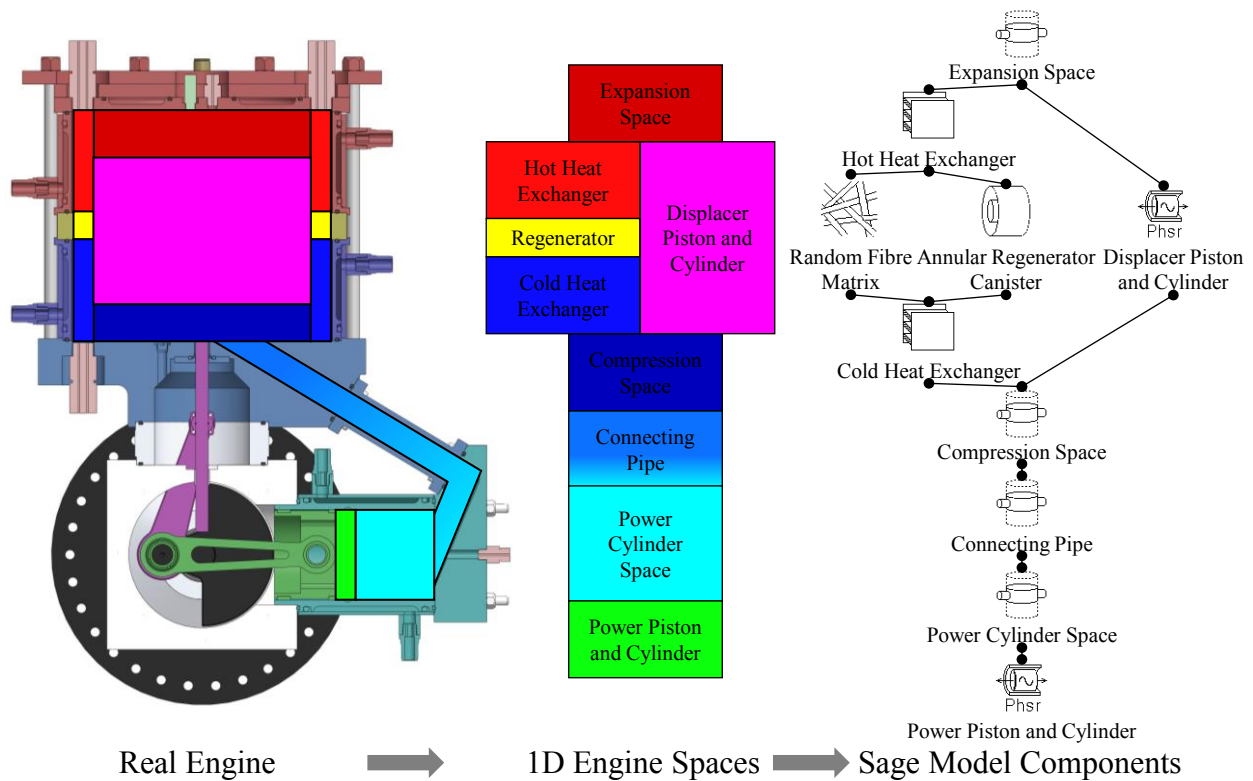 Expansion
Space
Hot Heat
Exchanger
Regenerator
Cold Heat
Exchanger
Displacer
Piston and
Cylinder
Compression
Space
Connecting
Pipe
Power
Cylinder
Space
Power Piston
and Cylinder
Expansion Space
Hot Heat Exchanger
Phsr
Random Fibre
Matrix
Annular Regenerator
Canister
Displacer Piston
and Cylinder
Cold Heat Exchanger
Compression Space
Connecting Pipe
Power Cylinder Space
Phsr
Power Piston and Cylinder
Real Engine
1D Engine Spaces
Sage Model Components